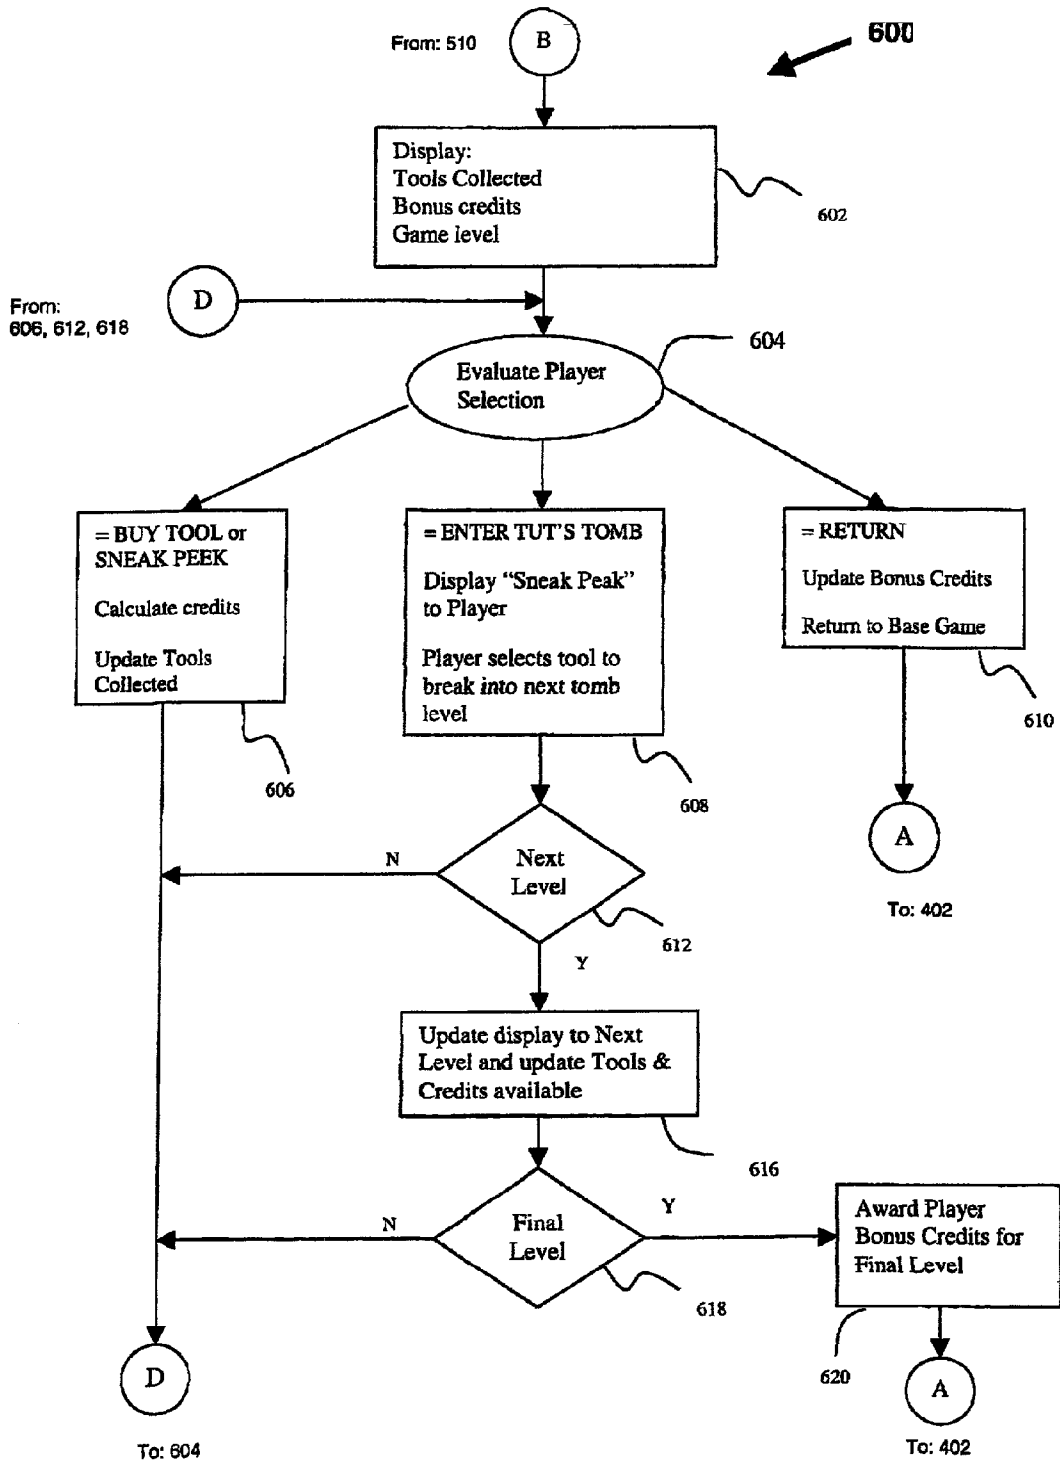 From: 510
B
600
Display:
Tools Collected
Bonus credits
Game level
602
From:
606, 612, 618
D
604
Evaluate Player
Selection
= BUY TOOL or
SNEAK PEEK
Calculate credits
Update Tools
Collected
606
= ENTER TUT'S TOMB
Display “Sneak Peak”
to Player
Player selects tool to
break into next tomb
level
608
= RETURN
Update Bonus Credits
Return to Base Game
610
A
To: 402
N
Next
Level
612
Y
Update display to Next
Level and update Tools &
Credits available
616
N
Final
Level
Y
618
Award Player
Bonus Credits for
Final Level
620
D
To: 604
A
To: 402